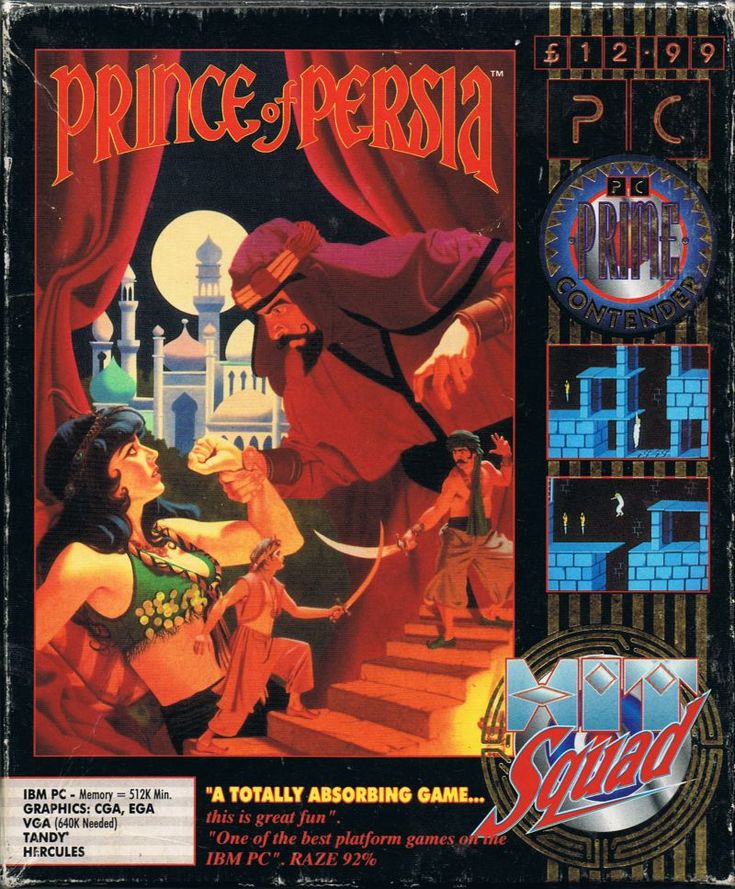 PRINCE of PERSIA™
£12.99
PC
PC
PRIME
CONTENDER
HIT
Squad
IBM PC - Memory = 512K Min.
GRAPHICS: CGA, EGA
VGA (640K Needed)
TANDY
HERCULES
"A TOTALLY ABSORBING GAME...
this is great fun".
"One of the best platform games on the
IBM PC". RAZE 92%